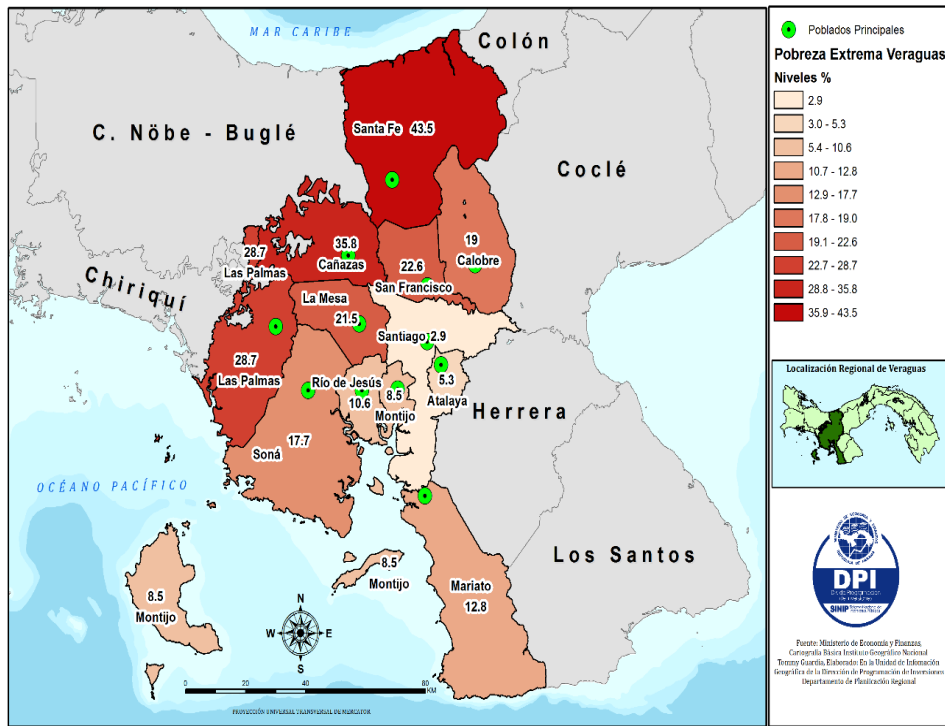 MAR CARIBE
Colón
C. Nöbe - Buglé
Santa Fe 43.5
Coclé
28.7
Las Palmas
35.8
Cañazas
22.6
San Francisco
19
Calobre
Chiriquí
La Mesa
21.5
Santiago 2.9
28.7
Las Palmas
Río de Jesús
10.6
8.5
Montijo
5.3
Atalaya
Herrera
17.7
Soná
OCÉANO PACÍFICO
Los Santos
8.5
Montijo
8.5
Montijo
Mariato
12.8
N
W E
S
0 20 40 60 80
KM
PROYECCIÓN UNIVERSAL TRANSVERSAL DE MERCATOR
Poblados Principales
Pobreza Extrema Veraguas
Niveles %
2.9
3.0 - 5.3
5.4 - 10.6
10.7 - 12.8
12.9 - 17.7
17.8 - 19.0
19.1 - 22.6
22.7 - 28.7
28.8 - 35.8
35.9 - 43.5
Localización Regional de Veraguas
DPI
SINIP
Fuente: Ministerio de Economía y Finanzas,
Cartografía Básica Instituto Geográfico Nacional
Tommy Guardia, Elaborado: En la Unidad de Infomación
Geográfica de la Dirección de Programación de Inversiones
Departamento de Planificación Regional